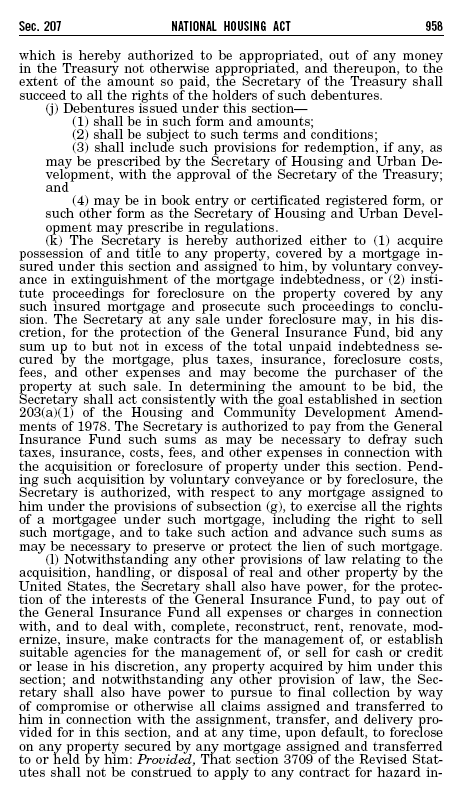 Sec. 207 NATIONAL HOUSING ACT 958
which is hereby authorized to be appropriated, out of any money
in the Treasury not otherwise appropriated, and thereupon, to the
extent of the amount so paid, the Secretary of the Treasury shall
succeed to all the rights of the holders of such debentures.
(j) Debentures issued under this section—
(1) shall be in such form and amounts;
(2) shall be subject to such terms and conditions;
(3) shall include such provisions for redemption, if any, as
may be prescribed by the Secretary of Housing and Urban De-
velopment, with the approval of the Secretary of the Treasury;
and
(4) may be in book entry or certificated registered form, or
such other form as the Secretary of Housing and Urban Devel-
opment may prescribe in regulations.
(k) The Secretary is hereby authorized either to (1) acquire
possession of and title to any property, covered by a mortgage in-
sured under this section and assigned to him, by voluntary convey-
ance in extinguishment of the mortgage indebtedness, or (2) insti-
tute proceedings for foreclosure on the property covered by any
such insured mortgage and prosecute such proceedings to conclu-
sion. The Secretary at any sale under foreclosure may, in his dis-
cretion, for the protection of the General Insurance Fund, bid any
sum up to but not in excess of the total unpaid indebtedness se-
cured by the mortgage, plus taxes, insurance, foreclosure costs,
fees, and other expenses and may become the purchaser of the
property at such sale. In determining the amount to be bid, the
Secretary shall act consistently with the goal established in section
203(a)(1) of the Housing and Community Development Amend-
ments of 1978. The Secretary is authorized to pay from the General
Insurance Fund such sums as may be necessary to defray such
taxes, insurance, costs, fees, and other expenses in connection with
the acquisition or foreclosure of property under this section. Pend-
ing such acquisition by voluntary conveyance or by foreclosure, the
Secretary is authorized, with respect to any mortgage assigned to
him under the provisions of subsection (g), to exercise all the rights
of a mortgagee under such mortgage, including the right to sell
such mortgage, and to take such action and advance such sums as
may be necessary to preserve or protect the lien of such mortgage.
(l) Notwithstanding any other provisions of law relating to the
acquisition, handling, or disposal of real and other property by the
United States, the Secretary shall also have power, for the protec-
tion of the interests of the General Insurance Fund, to pay out of
the General Insurance Fund all expenses or charges in connection
with, and to deal with, complete, reconstruct, rent, renovate, mod-
ernize, insure, make contracts for the management of, or establish
suitable agencies for the management of, or sell for cash or credit
or lease in his discretion, any property acquired by him under this
section; and notwithstanding any other provision of law, the Sec-
retary shall also have power to pursue to final collection by way
of compromise or otherwise all claims assigned and transferred to
him in connection with the assignment, transfer, and delivery pro-
vided for in this section, and at any time, upon default, to foreclose
on any property secured by any mortgage assigned and transferred
to or held by him: Provided, That section 3709 of the Revised Stat-
utes shall not be construed to apply to any contract for hazard in-